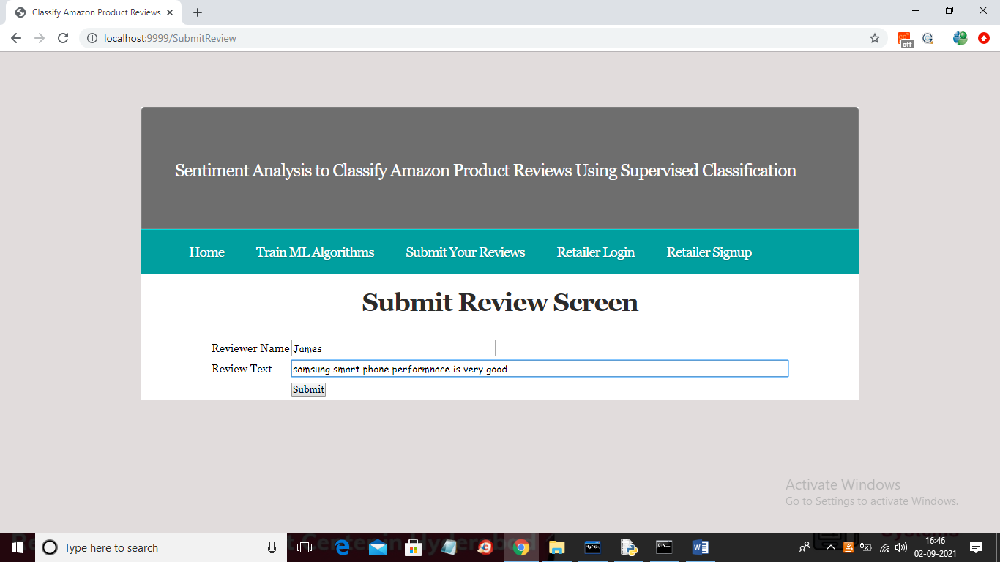 Classify Amazon Product Reviews
localhost:9999/SubmitReview
off
Sentiment Analysis to Classify Amazon Product Reviews Using Supervised Classification
Home Train ML Algorithms Submit Your Reviews Retailer Login Retailer Signup
Submit Review Screen
Reviewer Name James
Review Text samsung smart phone performnace is very good
Submit
Activate Windows
Go to Settings to activate Windows.
Type here to search
16:46
02-09-2021